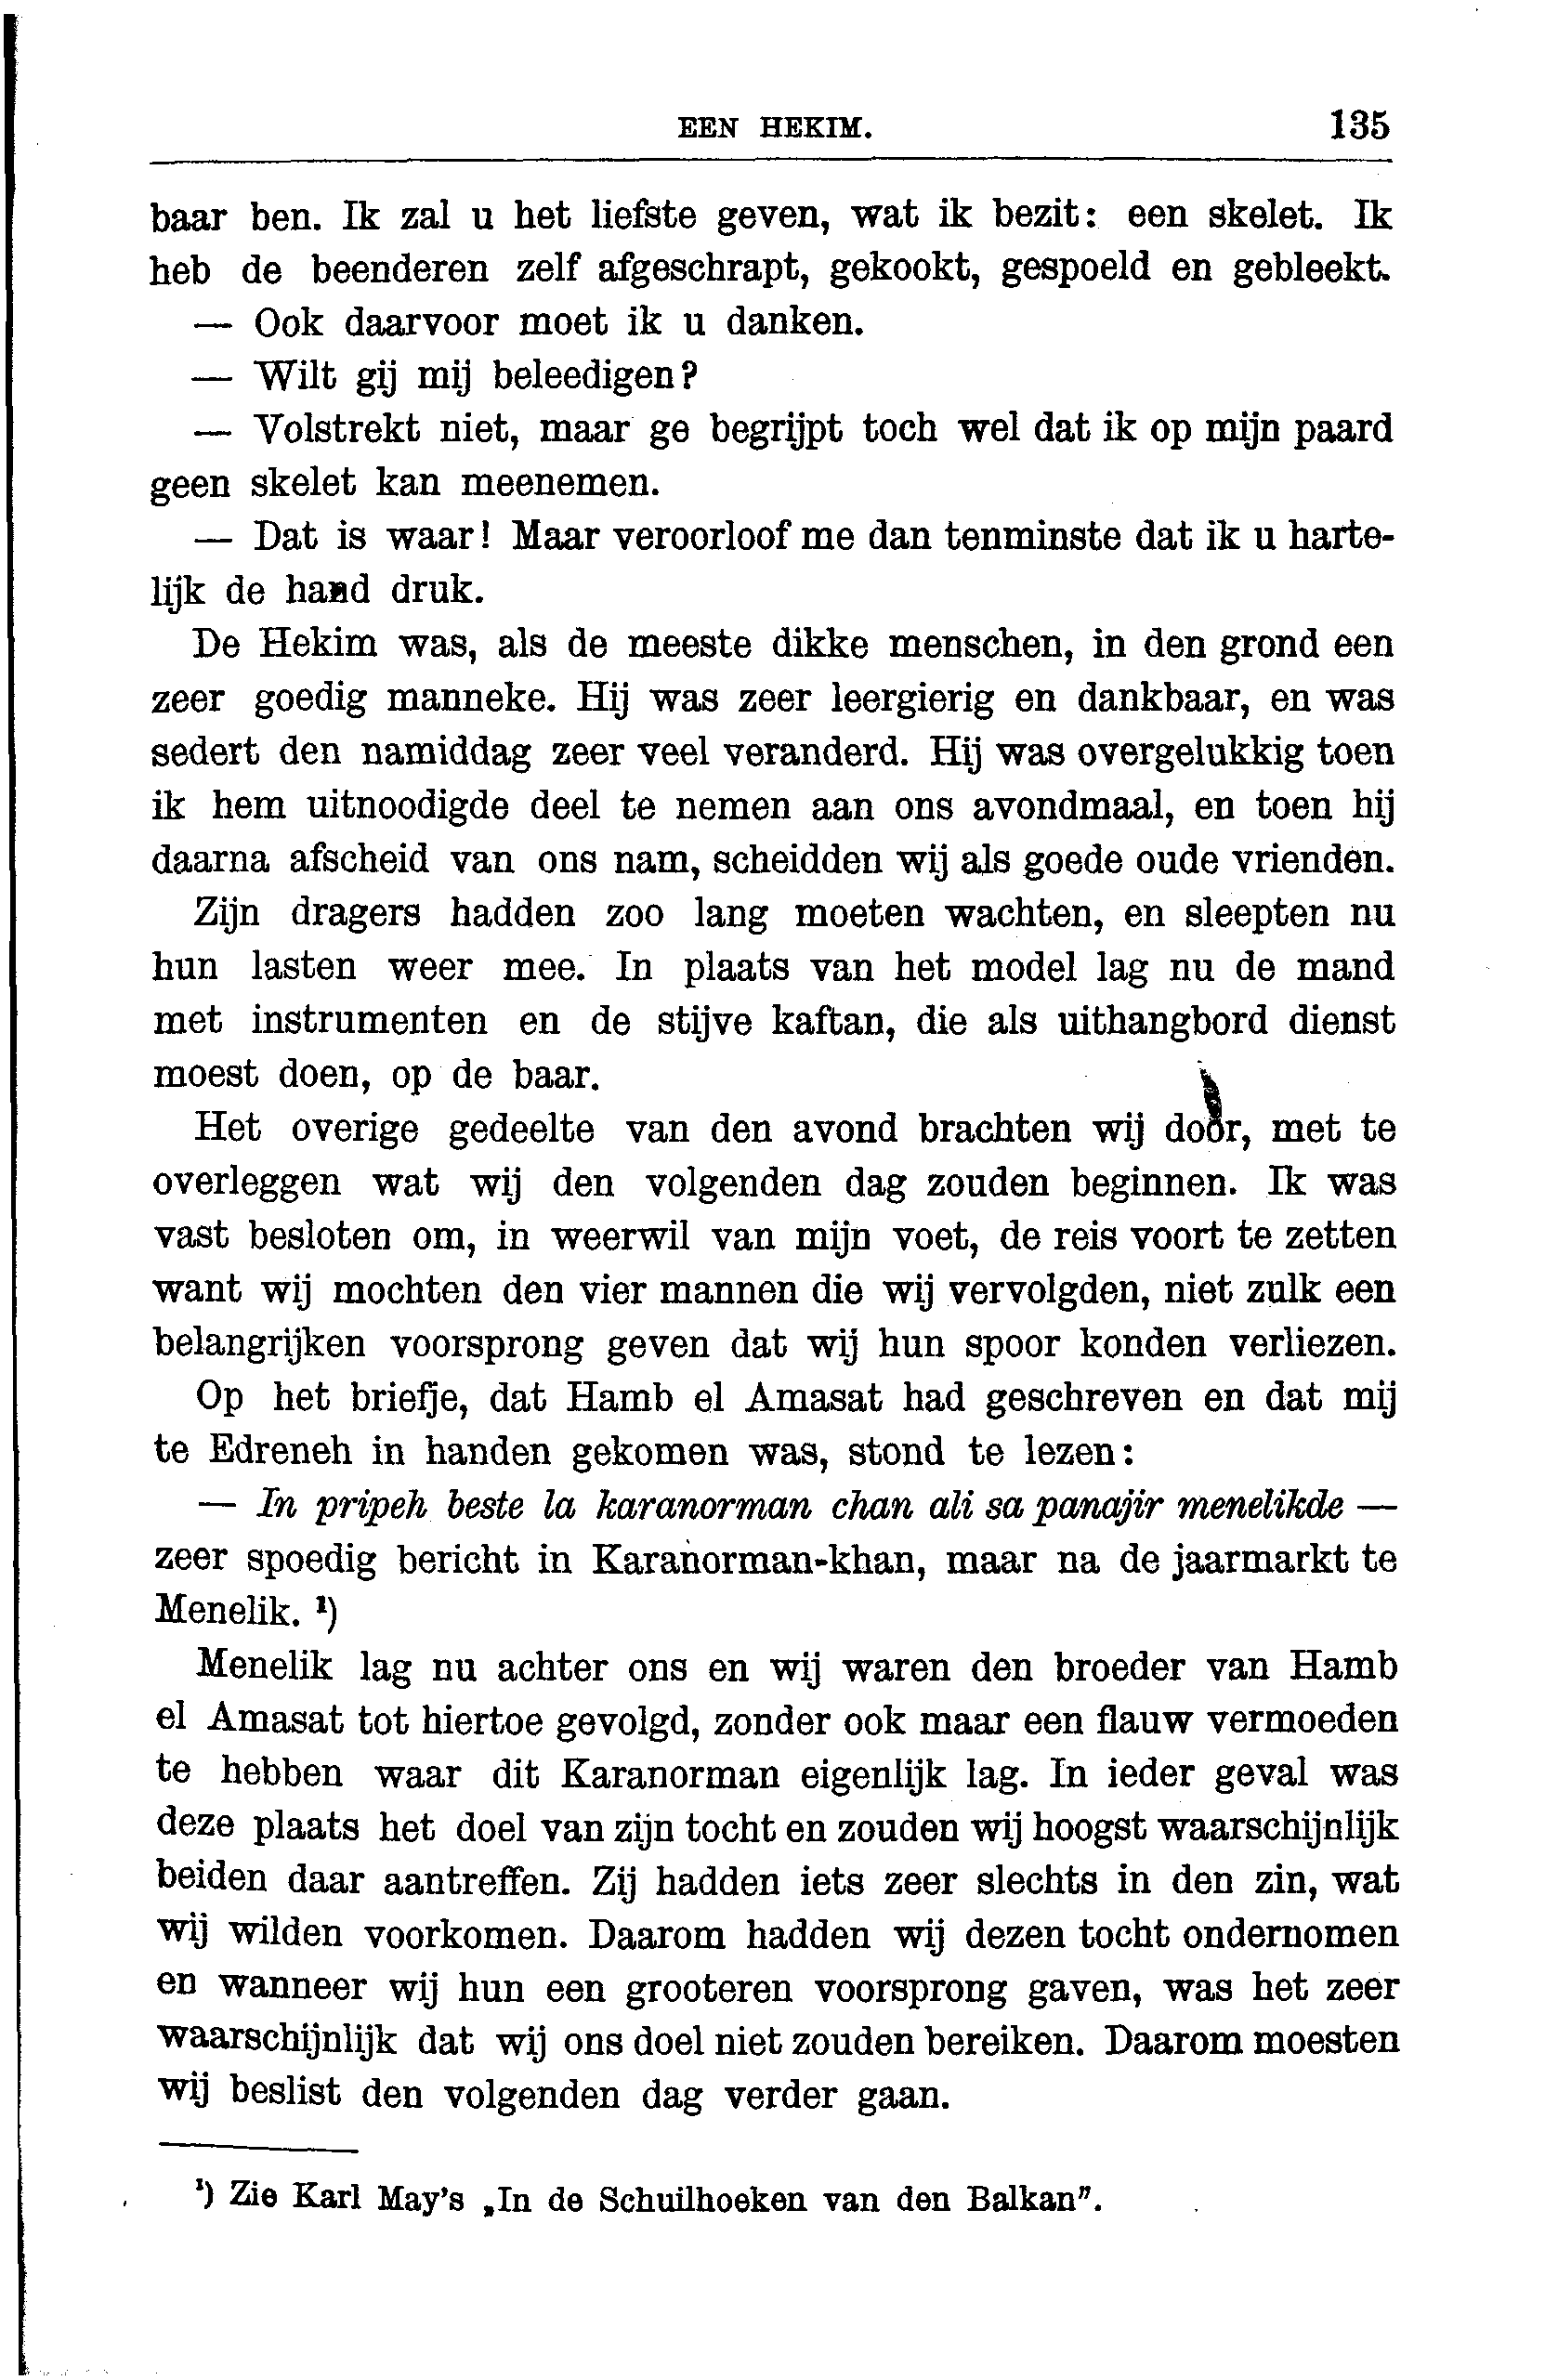 EEN HEKIM. 135
baar ben. Ik zal u het liefste geven, wat ik bezit: een skelet. Ik
heb de beenderen zelf afgeschrapt, gekookt, gespoeld en gebleekt.
— Ook daarvoor moet ik u danken.
— Wilt gij mij beleedigen?
— Volstrekt niet, maar ge begrijpt toch wel dat ik op mijn paard
geen skelet kan meenemen.
— Dat is waar! Maar veroorloof me dan tenminste dat ik u harte-
lijk de hand druk.
De Hekim was, als de meeste dikke menschen, in den grond een
zeer goedig manneke. Hij was zeer leergierig en dankbaar, en was
sedert den namiddag zeer veel veranderd. Hij was overgelukkig toen
ik hem uitnoodigde deel te nemen aan ons avondmaal, en toen hij
daarna afscheid van ons nam, scheidden wij als goede oude vrienden.
Zijn dragers hadden zoo lang moeten wachten, en sleepten nu
hun lasten weer mee. In plaats van het model lag nu de mand
met instrumenten en de stijve kaftan, die als uithangbord dienst
moest doen, op de baar.
Het overige gedeelte van den avond brachten wij door, met te
overleggen wat wij den volgenden dag zouden beginnen. Ik was
vast besloten om, in weerwil van mijn voet, de reis voort te zetten
want wij mochten den vier mannen die wij vervolgden, niet zulk een
belangrijken voorsprong geven dat wij hun spoor konden verliezen.
Op het briefje, dat Hamb el Amasat had geschreven en dat mij
te Edreneh in handen gekomen was, stond te lezen:
— In pripeh beste la karanorman chan ali sa panajir menelikde —
zeer spoedig bericht in Karanorman-khan, maar na de jaarmarkt te
Menelik. ¹)
Menelik lag nu achter ons en wij waren den broeder van Hamb
el Amasat tot hiertoe gevolgd, zonder ook maar een flauw vermoeden
te hebben waar dit Karanorman eigenlijk lag. In ieder geval was
deze plaats het doel van zijn tocht en zouden wij hoogst waarschijnlijk
beiden daar aantreffen. Zij hadden iets zeer slechts in den zin, wat
wij wilden voorkomen. Daarom hadden wij dezen tocht ondernomen
en wanneer wij hun een grooteren voorsprong gaven, was het zeer
waarschijnlijk dat wij ons doel niet zouden bereiken. Daarom moesten
wij beslist den volgenden dag verder gaan.
¹) Zie Karl May's „In de Schuilhoeken van den Balkan”.